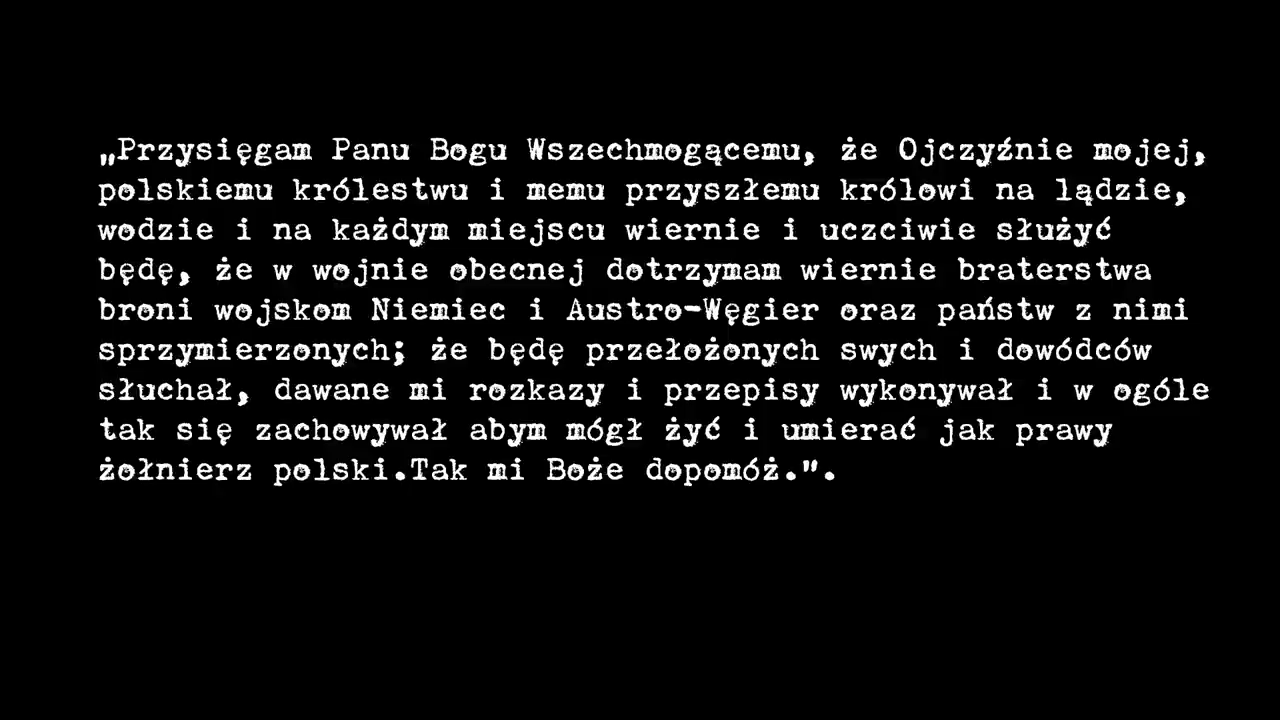 „Przysięgam Panu Bogu Wszechmogącemu, że Ojczyźnie mojej,
polskiemu królestwu i memu przyszłemu królowi na lądzie,
wodzie i na każdym miejscu wiernie i uczciwie służyć
będę, że w wojnie obecnej dotrzymam wiernie braterstwa
broni wojskom Niemiec i Austro-Węgier oraz państw z nimi
sprzymierzonych; że będę przełożonych swych i dowódców
słuchał, dawane mi rozkazy i przepisy wykonywał i w ogóle
tak się zachowywał abym mógł żyć i umierać jak prawy
żołnierz polski.Tak mi Boże dopomóż.".